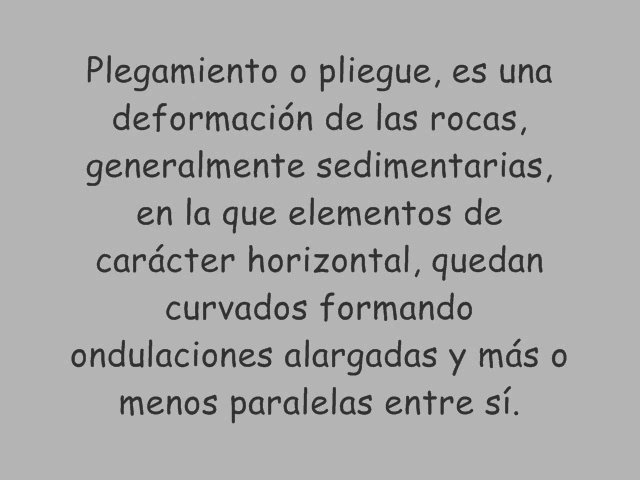 Plegamiento o pliegue, es una
deformación de las rocas,
generalmente sedimentarias,
en la que elementos de
carácter horizontal, quedan
curvados formando
ondulaciones alargadas y más o
menos paralelas entre sí.